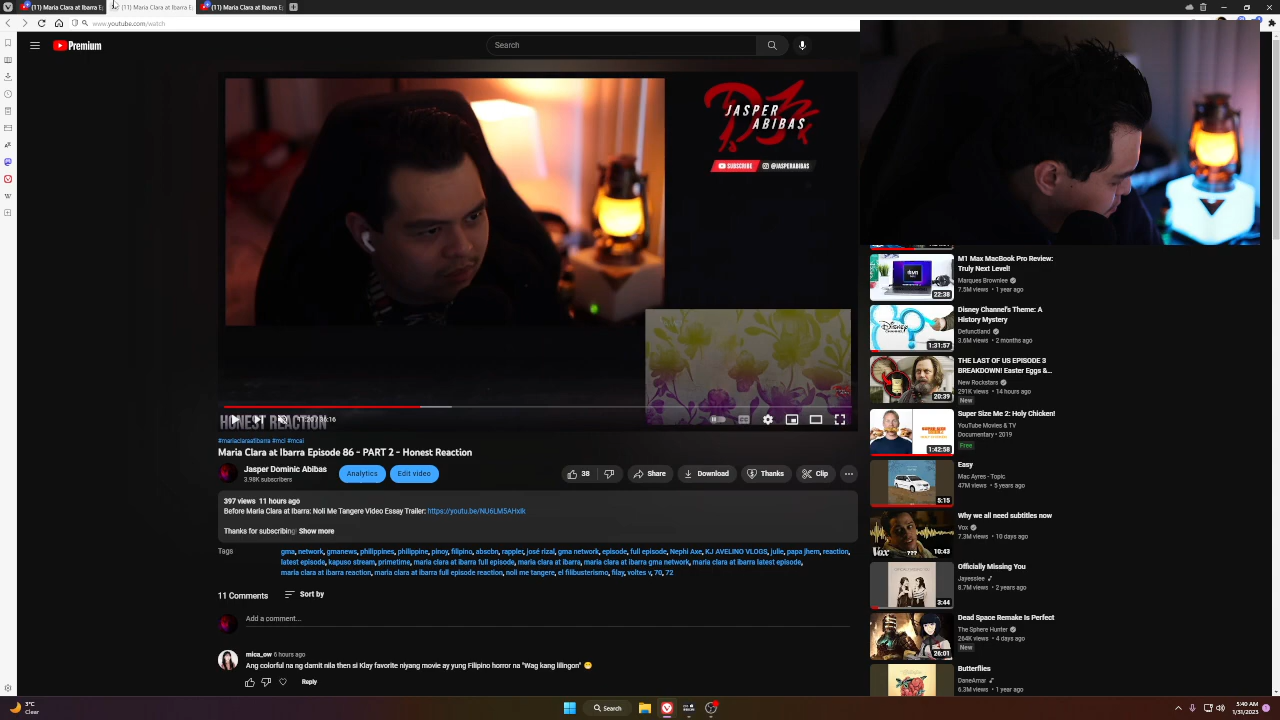 (11) Maria Clara at Ibarra E
(11) Maria Clara at Ibarra E
(11) Maria Clara at Ibarra E
www.youtube.com/watch
Premium
Search
JASPER
ABIBAS
SUBSCRIBE
@JASPERABIBAS
HONEST REACTION
#mariaclaraatibarra #mci #mcai
Maria Clara at Ibarra Episode 86 - PART 2 - Honest Reaction
Jasper Dominic Abibas
3.98K subscribers
Analytics
Edit video
38
Share
Download
Thanks
Clip
397 views 11 hours ago
Before Maria Clara at Ibarra: Noli Me Tangere Video Essay Trailer: https://youtu.be/NU6LM5AHxIk
Thanks for subscribing Show more
Tags
gma, network, gmanews, philippines, philippine, pinoy, filipino, abscbn, rappler, josé rizal, gma network, episode, full episode, Nephi Axe, KJ AVELINO VLOGS, julie, papa jhem, reaction,
latest episode, kapuso stream, primetime, maria clara at ibarra full episode, maria clara at ibarra, maria clara at ibarra gma network, maria clara at ibarra latest episode,
maria clara at ibarra reaction, maria clara at ibarra full episode reaction, noli me tangere, el filibusterismo, filay, voltes v, 70, 72
11 Comments
Sort by
Add a comment...
mica_ow 6 hours ago
Ang colorful na ng damit nila then si Klay favorite niyang movie ay yung Filipino horror na "Wag kang lilingon" 😁
Reply
M1 Max MacBook Pro Review:
Truly Next Level!
Marques Brownlee
7.5M views • 1 year ago
22:38
Disney Channel's Theme: A
History Mystery
Defunctland
3.6M views • 2 months ago
1:31:57
THE LAST OF US EPISODE 3
BREAKDOWN! Easter Eggs &...
New Rockstars
291K views • 14 hours ago
New
20:39
Super Size Me 2: Holy Chicken!
YouTube Movies & TV
Documentary • 2019
Free
1:42:58
Easy
Mac Ayres - Topic
47M views • 5 years ago
5:15
Why we all need subtitles now
Vox
7.3M views • 10 days ago
Vox
???
10:43
Officially Missing You
Jayesslee
8.7M views • 2 years ago
3:44
Dead Space Remake Is Perfect
The Sphere Hunter
264K views • 4 days ago
New
26:01
Butterflies
DaneAmar
6.3M views • 1 year ago
3°C
Clear
Search
5:40 AM
1/31/2023